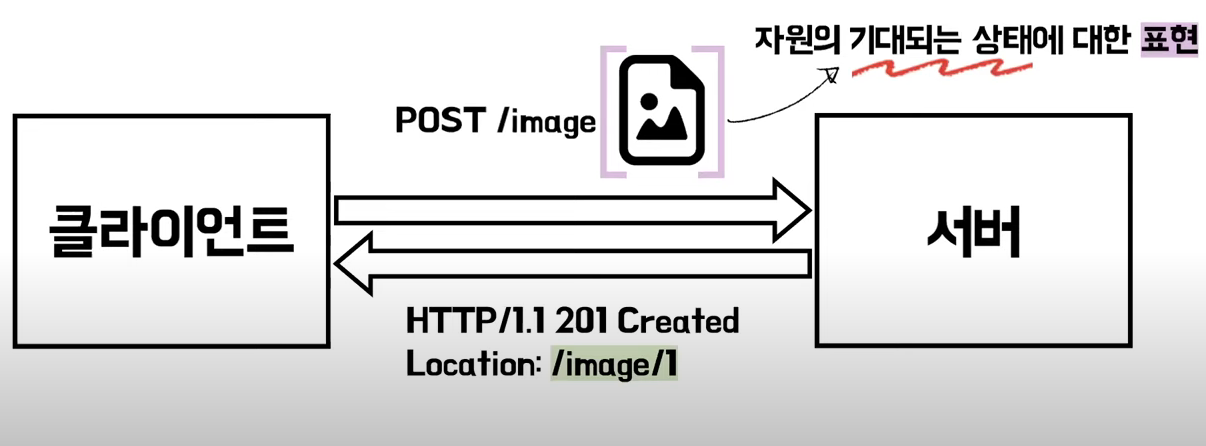 자원의 기대되는 상태에 대한 표현
POST /image
클라이언트
서버
HTTP/1.1 201 Created
Location: /image/1